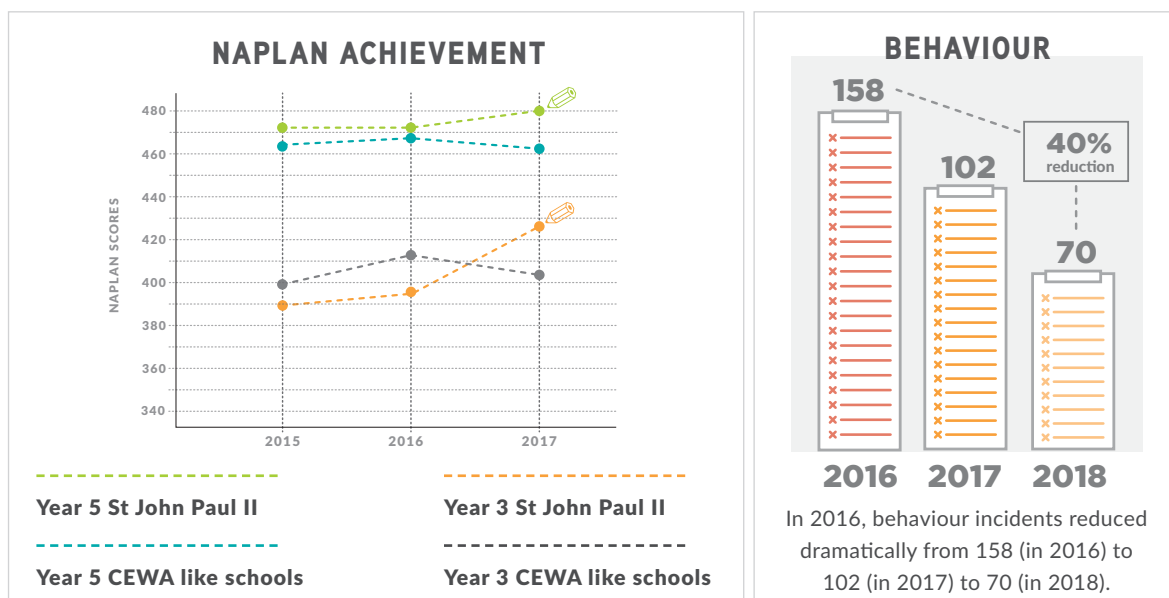 NAPLAN ACHIEVEMENT
NAPLAN SCORES
480
460
440
420
400
380
360
340
2015
2016
2017
Year 5 St John Paul II
Year 3 St John Paul II
Year 5 CEWA like schools
Year 3 CEWA like schools
BEHAVIOUR
158
40%
reduction
102
70
2016
2017
2018
In 2016, behaviour incidents reduced
dramatically from 158 (in 2016) to
102 (in 2017) to 70 (in 2018).